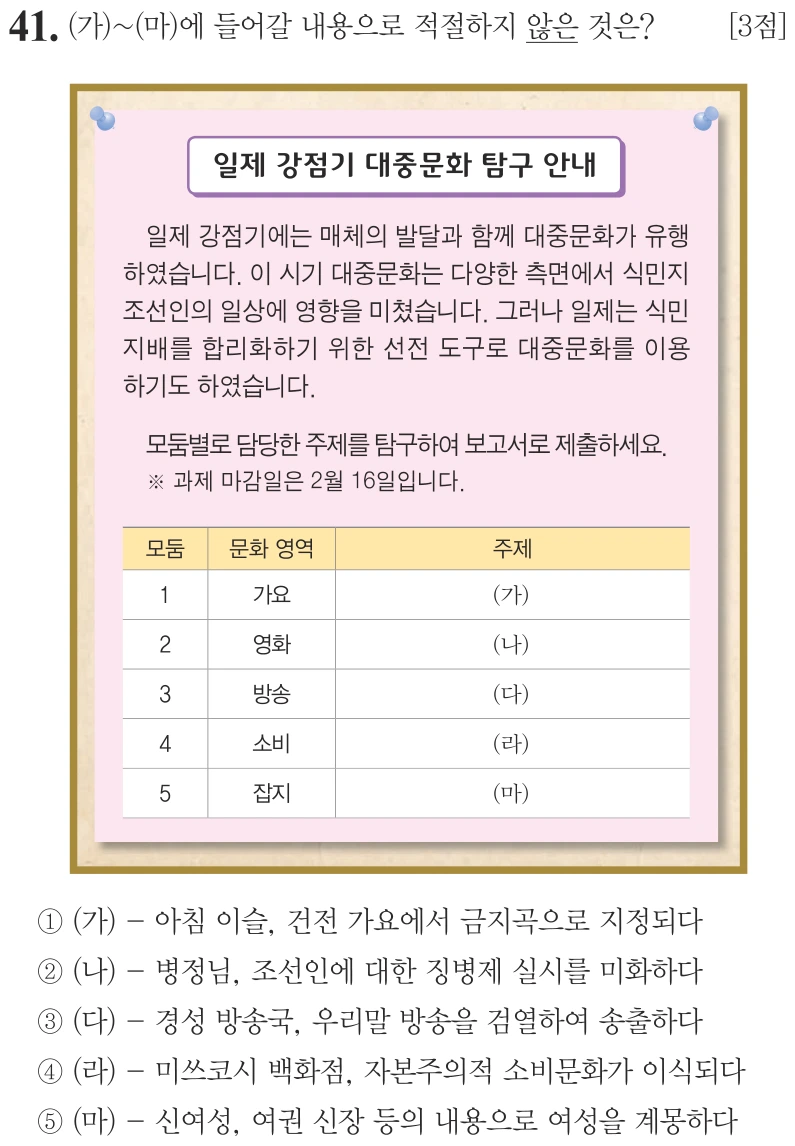 41. (가)~(마)에 들어갈 내용으로 적절하지 않은 것은? [3점]
일제 강점기 대중문화 탐구 안내
일제 강점기에는 매체의 발달과 함께 대중문화가 유행
하였습니다. 이 시기 대중문화는 다양한 측면에서 식민지
조선인의 일상에 영향을 미쳤습니다. 그러나 일제는 식민
지배를 합리화하기 위한 선전 도구로 대중문화를 이용
하기도 하였습니다.
모둠별로 담당한 주제를 탐구하여 보고서로 제출하세요.
※ 과제 마감일은 2월 16일입니다.
모둠 문화 영역 주제
1 가요 (가)
2 영화 (나)
3 방송 (다)
4 소비 (라)
5 잡지 (마)
① (가) – 아침 이슬, 건전 가요에서 금지곡으로 지정되다
② (나) – 병정님, 조선인에 대한 징병제 실시를 미화하다
③ (다) – 경성 방송국, 우리말 방송을 검열하여 송출하다
④ (라) – 미쓰코시 백화점, 자본주의적 소비문화가 이식되다
⑤ (마) – 신여성, 여권 신장 등의 내용으로 여성을 계몽하다